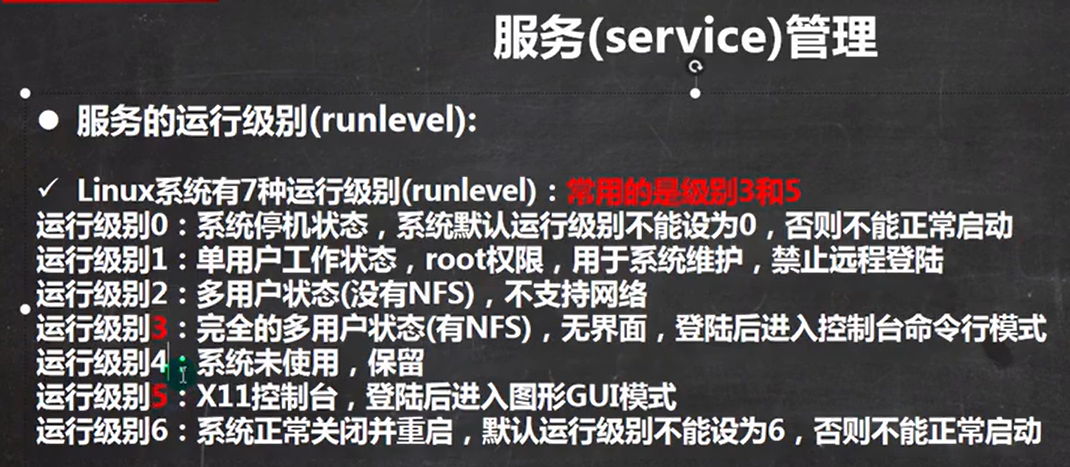 服务(service)管理
服务的运行级别(runlevel):
Linux系统有7种运行级别(runlevel)：常用的是级别3和5
运行级别0：系统停机状态，系统默认运行级别不能设为0，否则不能正常启动
运行级别1：单用户工作状态，root权限，用于系统维护，禁止远程登陆
运行级别2：多用户状态(没有NFS)，不支持网络
运行级别3：完全的多用户状态(有NFS)，无界面，登陆后进入控制台命令行模式
运行级别4：系统未使用，保留
运行级别5：X11控制台，登陆后进入图形GUI模式
运行级别6：系统正常关闭并重启，默认运行级别不能设为6，否则不能正常启动